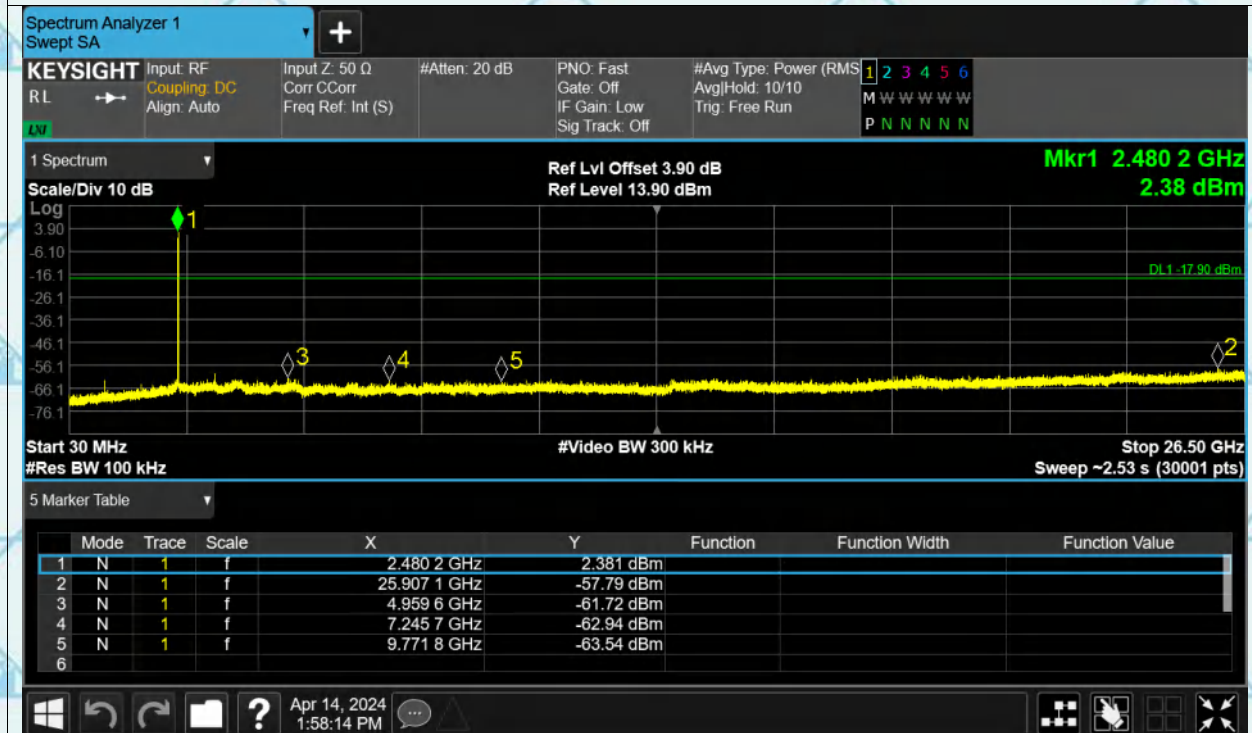 Spectrum Analyzer 1
Swept SA
+
KEYSIGHT Input: RF Input Z: 50 Ω #Atten: 20 dB PNO: Fast #Avg Type: Power (RMS 1 2 3 4 5 6
RL Coupling: DC Corr CCorr Gate: Off Avg|Hold: 10/10 M W W W W W
Align: Auto Freq Ref: Int (S) IF Gain: Low Trig: Free Run P N N N N N
LXI Sig Track: Off
1 Spectrum Ref Lvl Offset 3.90 dB Mkr1 2.480 2 GHz
Scale/Div 10 dB Ref Level 13.90 dBm 2.38 dBm
Log
1
3.90
-6.10
-16.1 DL1 -17.90 dBm
-26.1
-36.1
-46.1
3 4 5 2
-56.1
-66.1
-76.1
Start 30 MHz #Video BW 300 kHz Stop 26.50 GHz
#Res BW 100 kHz Sweep ~2.53 s (30001 pts)
5 Marker Table
Mode Trace Scale X Y Function Function Width Function Value
1 N 1 f 2.480 2 GHz 2.381 dBm
2 N 1 f 25.907 1 GHz -57.79 dBm
3 N 1 f 4.959 6 GHz -61.72 dBm
4 N 1 f 7.245 7 GHz -62.94 dBm
5 N 1 f 9.771 8 GHz -63.54 dBm
6
? Apr 14, 2024
1:58:14 PM